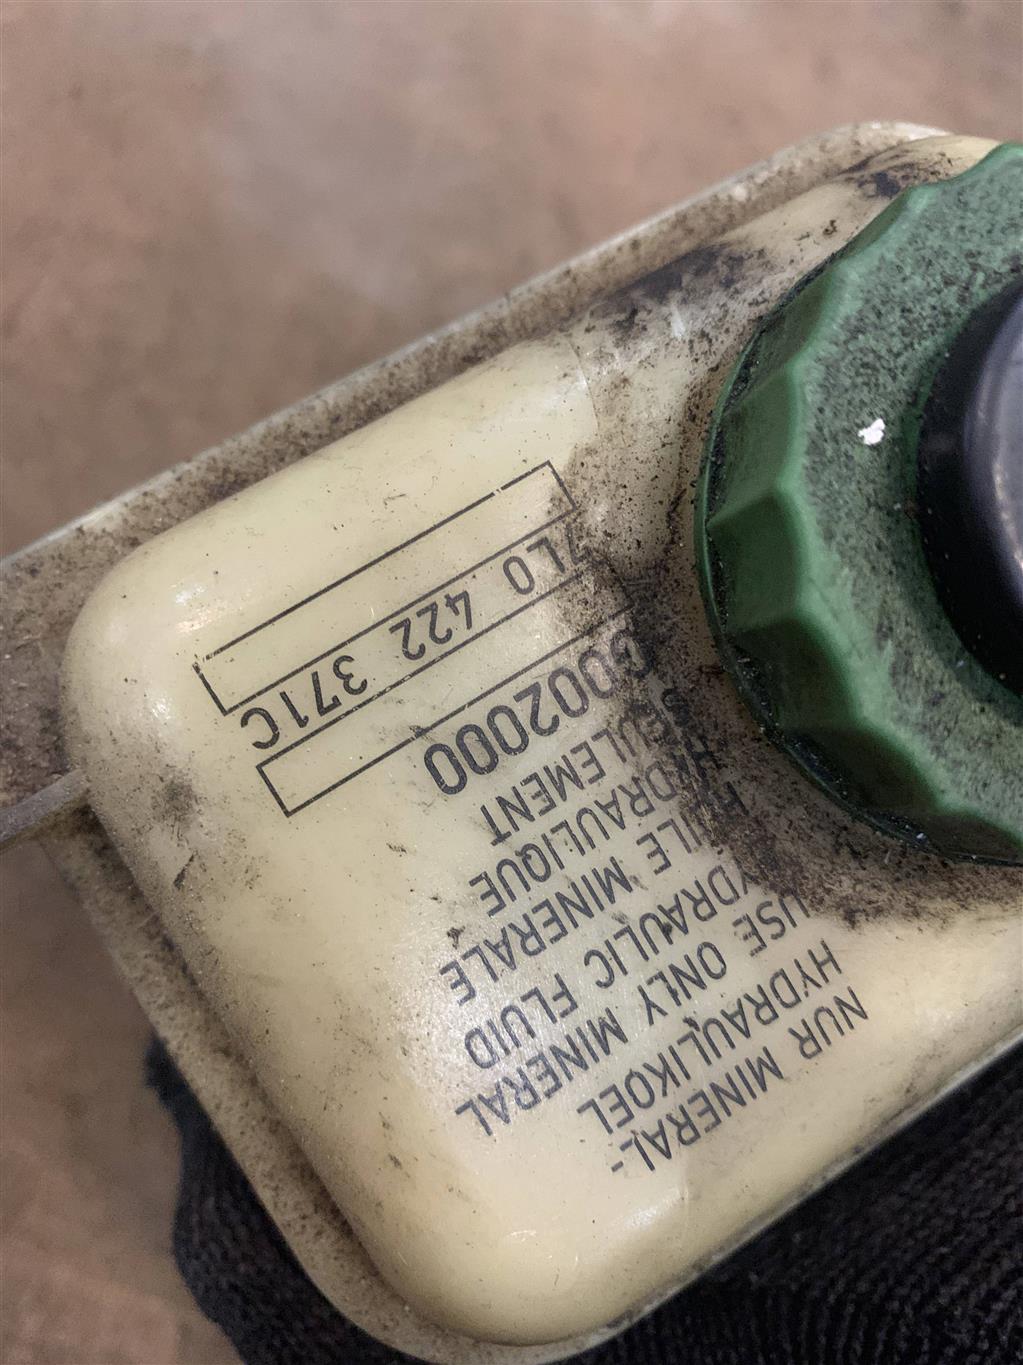 NUR MINERAL-
HYDRAULIKOEL
USE ONLY MINERAL
HYDRAULIC FLUID
HUILE MINERALE
HYDRAULIQUE
SEULEMENT
G002000
7L0 422 371C